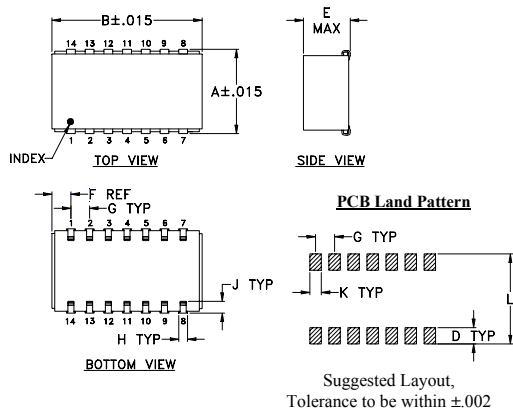 B±.015
E
MAX
14 13 12 11 10 9 8
A±.015
1 2 3 4 5 6 7
INDEX
TOP VIEW
SIDE VIEW
F REF
G TYP
1 2 3 4 5 6 7
J TYP
14 13 12 11 10 9 8
H TYP
BOTTOM VIEW
PCB Land Pattern
G TYP
K TYP
L
D TYP
Suggested Layout,
Tolerance to be within ±.002